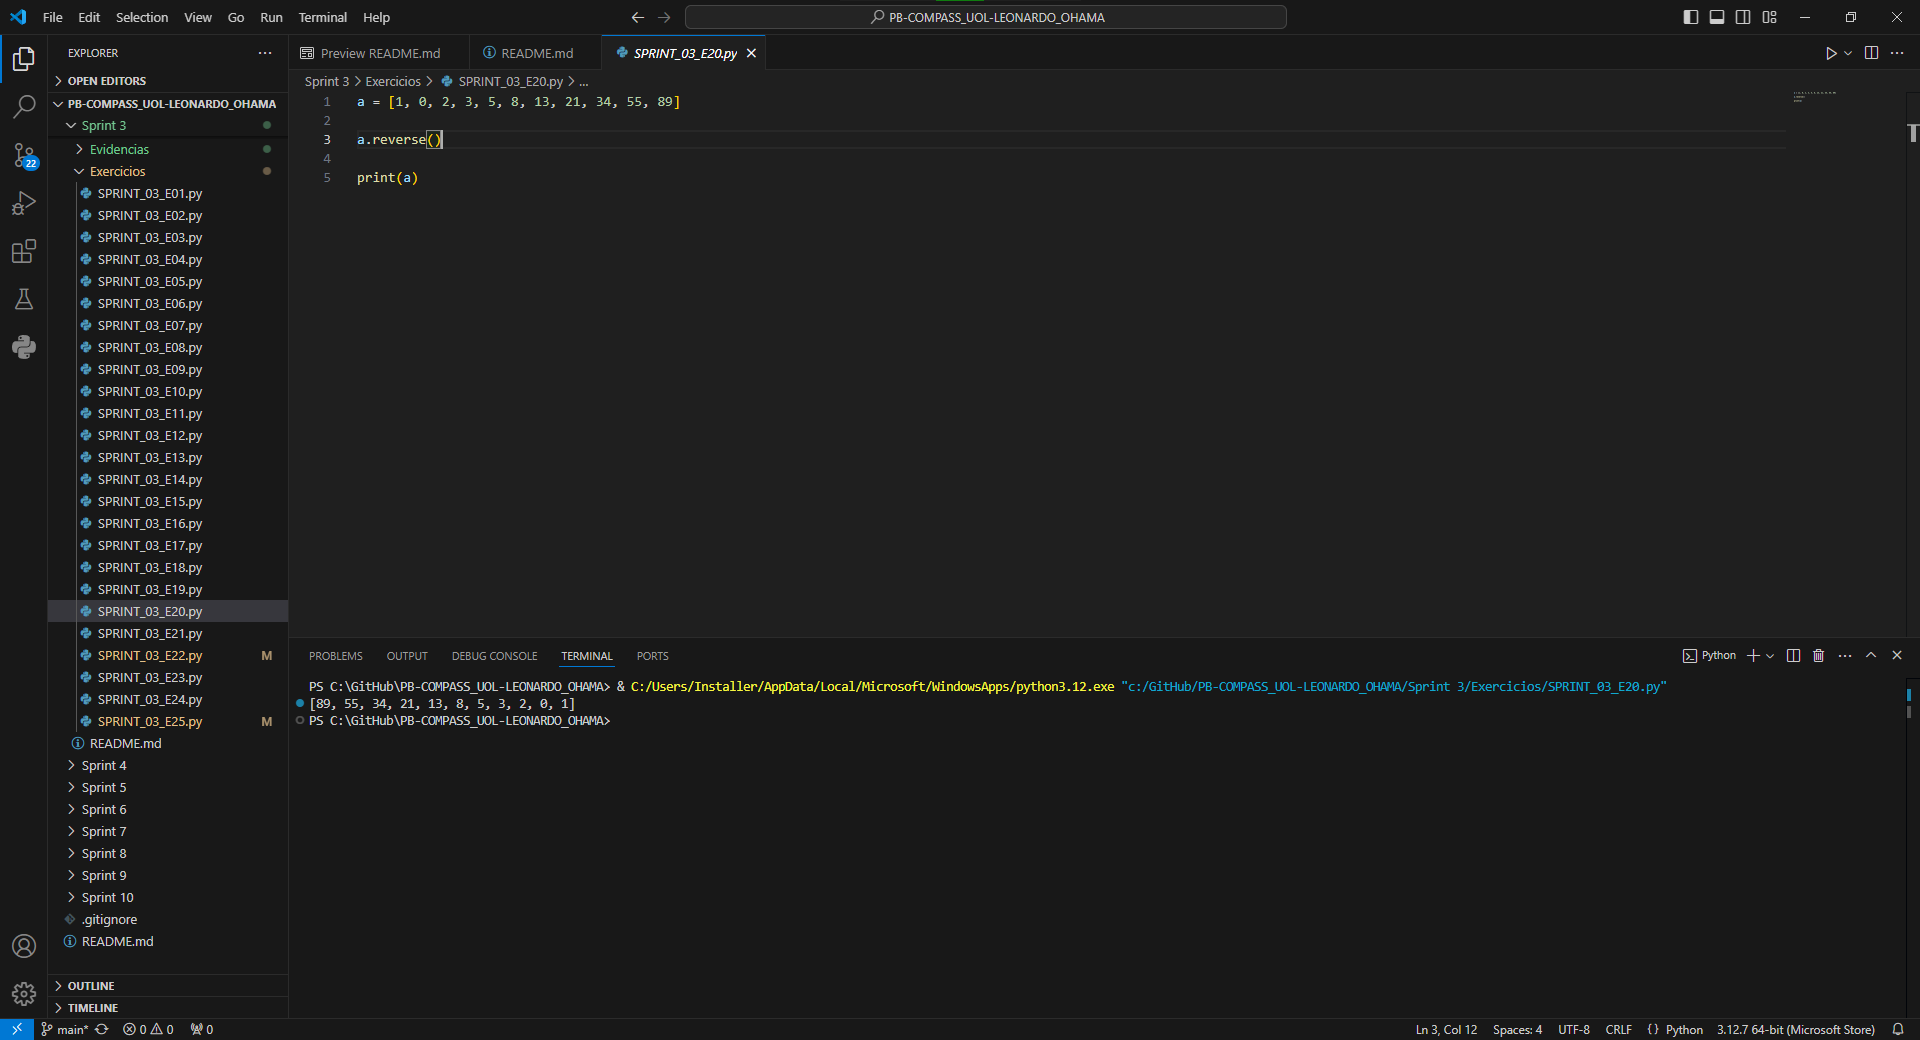 File Edit Selection View Go Run Terminal Help
PB-COMPASS_UOL-LEONARDO_OHAMA
EXPLORER
OPEN EDITORS
PB-COMPASS_UOL-LEONARDO_OHAMA
Sprint 3
Evidencias
Exercicios
SPRINT_03_E01.py
SPRINT_03_E02.py
SPRINT_03_E03.py
SPRINT_03_E04.py
SPRINT_03_E05.py
SPRINT_03_E06.py
SPRINT_03_E07.py
SPRINT_03_E08.py
SPRINT_03_E09.py
SPRINT_03_E10.py
SPRINT_03_E11.py
SPRINT_03_E12.py
SPRINT_03_E13.py
SPRINT_03_E14.py
SPRINT_03_E15.py
SPRINT_03_E16.py
SPRINT_03_E17.py
SPRINT_03_E18.py
SPRINT_03_E19.py
SPRINT_03_E20.py
SPRINT_03_E21.py
SPRINT_03_E22.py M
SPRINT_03_E23.py
SPRINT_03_E24.py
SPRINT_03_E25.py M
README.md
Sprint 4
Sprint 5
Sprint 6
Sprint 7
Sprint 8
Sprint 9
Sprint 10
.gitignore
README.md
OUTLINE
TIMELINE
22
Preview README.md README.md SPRINT_03_E20.py
Sprint 3 > Exercicios > SPRINT_03_E20.py > ...
1 a = [1, 0, 2, 3, 5, 8, 13, 21, 34, 55, 89]
2
3 a.reverse()
4
5 print(a)
PROBLEMS OUTPUT DEBUG CONSOLE TERMINAL PORTS
Python
PS C:\GitHub\PB-COMPASS_UOL-LEONARDO_OHAMA> & C:/Users/Installer/AppData/Local/Microsoft/WindowsApps/python3.12.exe "c:/GitHub/PB-COMPASS_UOL-LEONARDO_OHAMA/Sprint 3/Exercicios/SPRINT_03_E20.py"
[89, 55, 34, 21, 13, 8, 5, 3, 2, 0, 1]
PS C:\GitHub\PB-COMPASS_UOL-LEONARDO_OHAMA>
main* 0 0 0
Ln 3, Col 12 Spaces: 4 UTF-8 CRLF {} Python 3.12.7 64-bit (Microsoft Store)